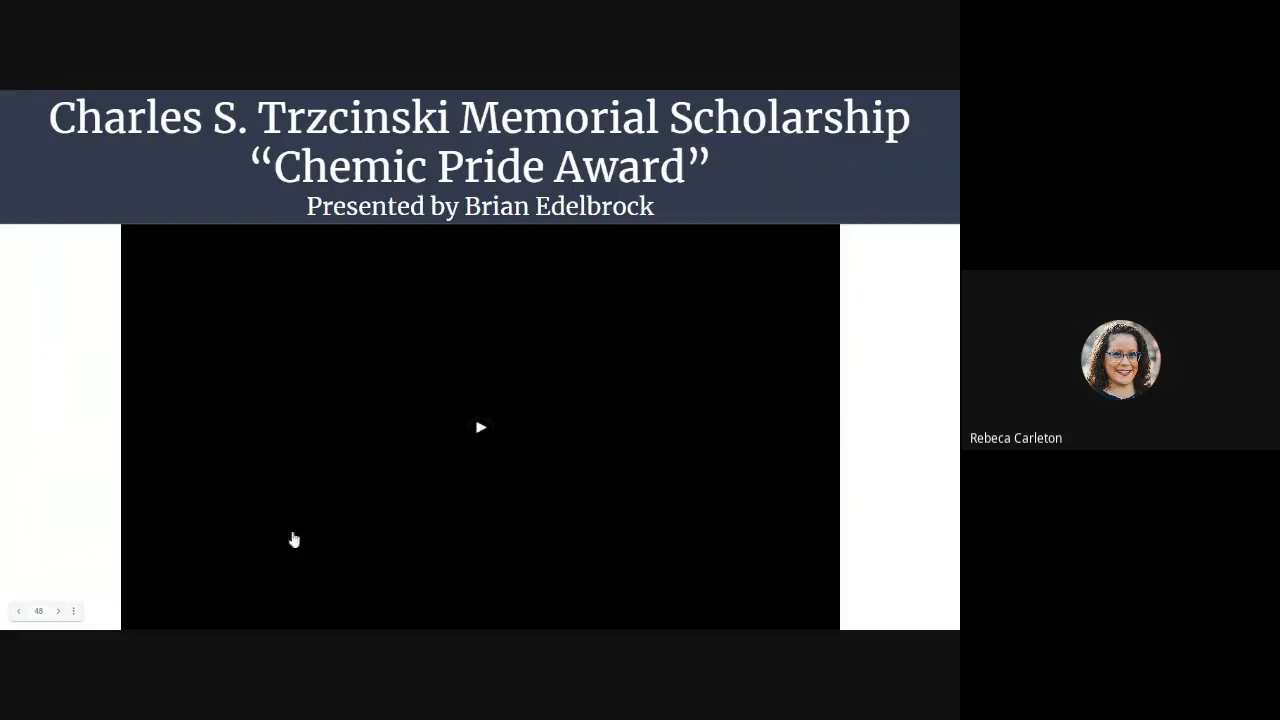 Charles S. Trzcinski Memorial Scholarship
“Chemic Pride Award”
Presented by Brian Edelbrock
Rebeca Carleton
48